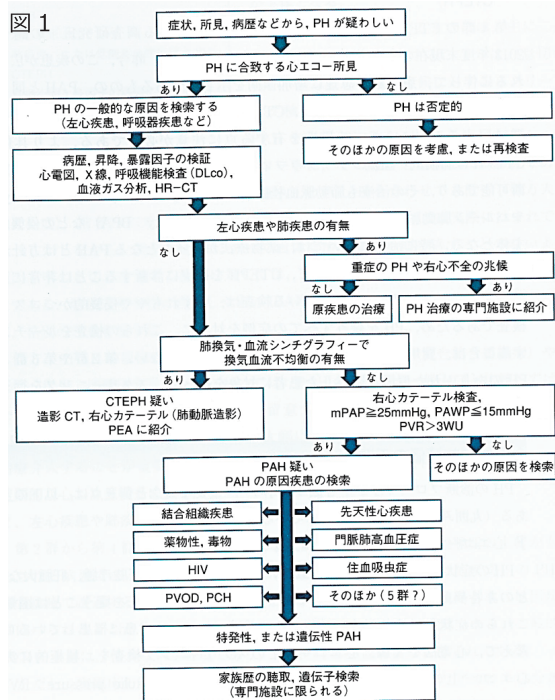 図 1
症状, 所見, 病歴などから, PH が疑わしい
PH に合致する心エコー所見
あり
なし
PH の一般的な原因を検索する
(左心疾患, 呼吸器疾患など)
PH は否定的
病歴, 昇降, 暴露因子の検証
心電図, X 線, 呼吸機能検査 (DLco),
血液ガス分析, HR-CT
そのほかの原因を考慮, または再検査
左心疾患や肺疾患の有無
なし
あり
重症の PH や右心不全の兆候
なし
あり
原疾患の治療
PH 治療の専門施設に紹介
肺換気・血流シンチグラフィーで
換気血流不均衡の有無
あり
なし
CTEPH 疑い
造影 CT, 右心カテーテル (肺動脈造影)
PEA に紹介
右心カテーテル検査,
mPAP≧25mmHg, PAWP≦15mmHg
PVR>3WU
あり
なし
PAH 疑い
PAH の原因疾患の検索
そのほかの原因を検索
結合組織疾患
先天性心疾患
薬物性, 毒物
門脈肺高血圧症
HIV
住血吸虫症
PVOD, PCH
そのほか (5 群?)
特発性, または遺伝性 PAH
家族歴の聴取, 遺伝子検索
(専門施設に限られる)